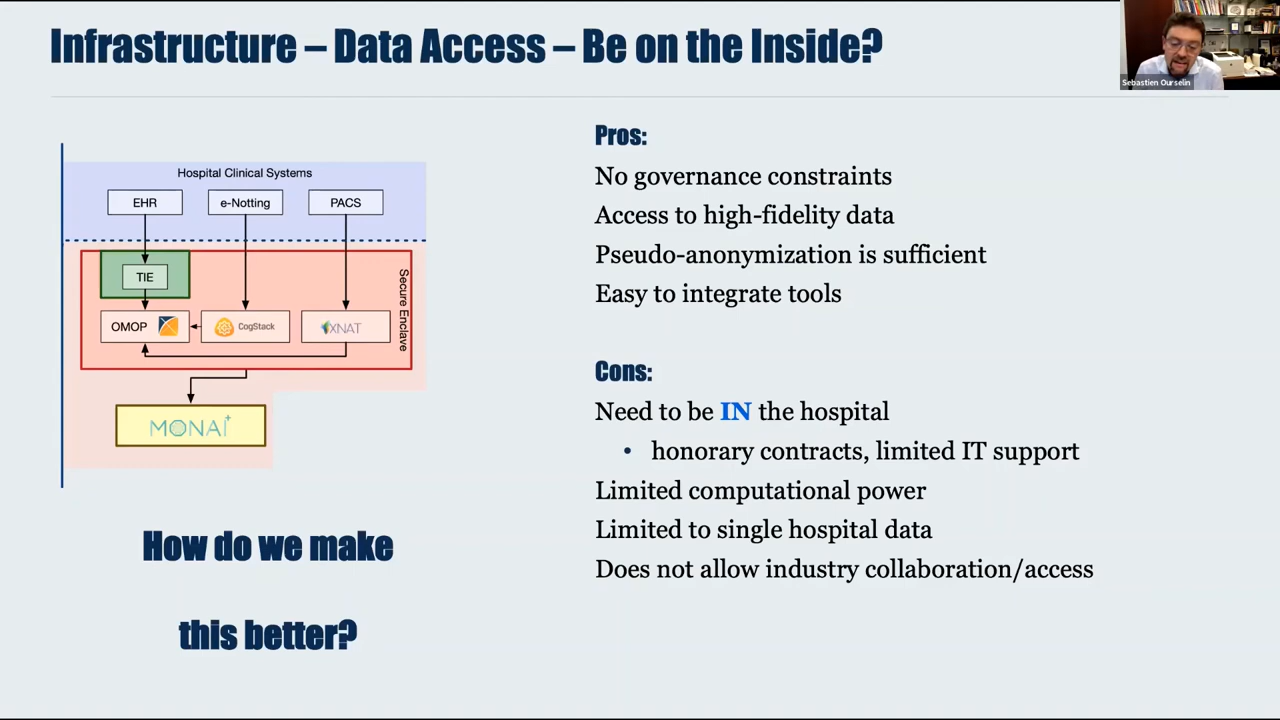 Infrastructure – Data Access – Be on the Inside?
Sebastien Ourselin
Hospital Clinical Systems
EHR
e-Notting
PACS
TIE
Secure Enclave
OMOP
CogStack
XNAT
MONAI
Pros:
No governance constraints
Access to high-fidelity data
Pseudo-anonymization is sufficient
Easy to integrate tools
Cons:
Need to be IN the hospital
• honorary contracts, limited IT support
Limited computational power
Limited to single hospital data
Does not allow industry collaboration/access
How do we make
this better?